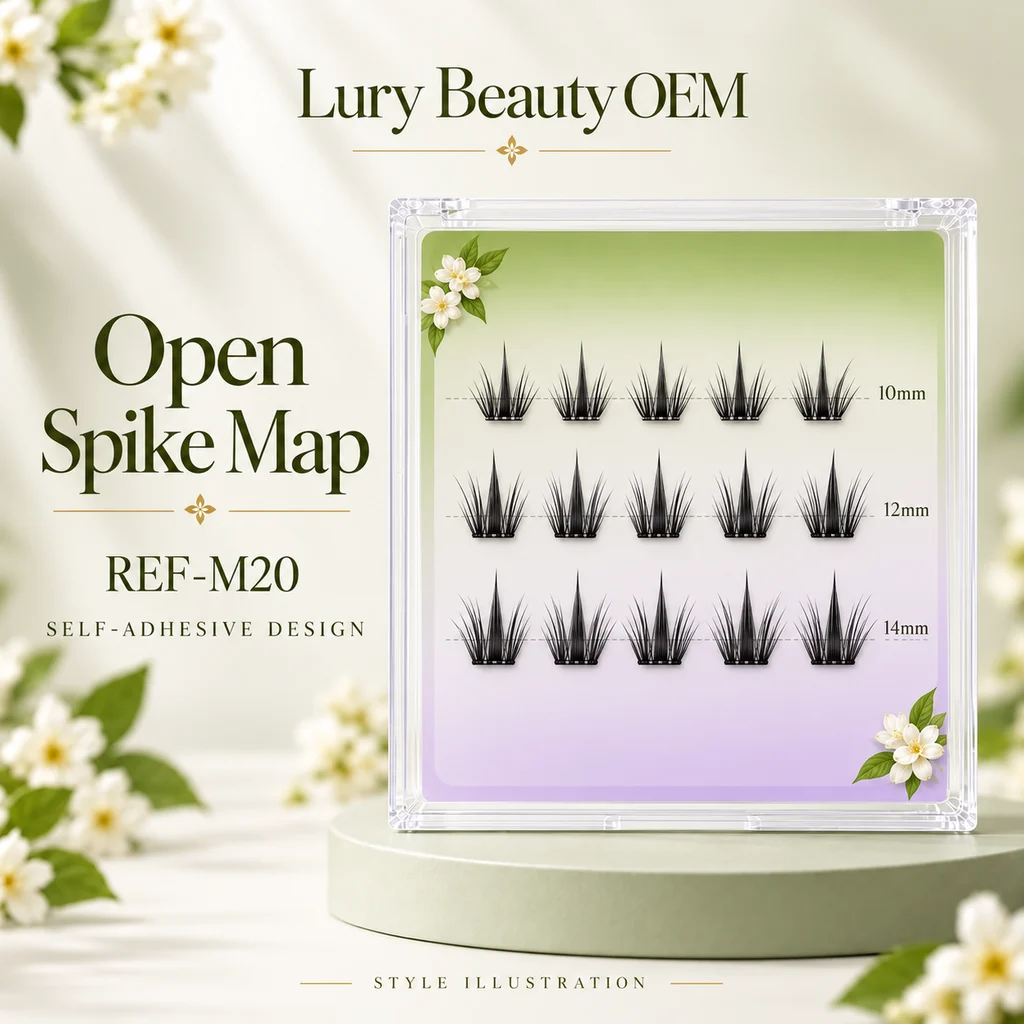 Lury Beauty OEM
Open
Spike Map
REF-M20
SELF-ADHESIVE DESIGN
10mm
12mm
14mm
STYLE ILLUSTRATION